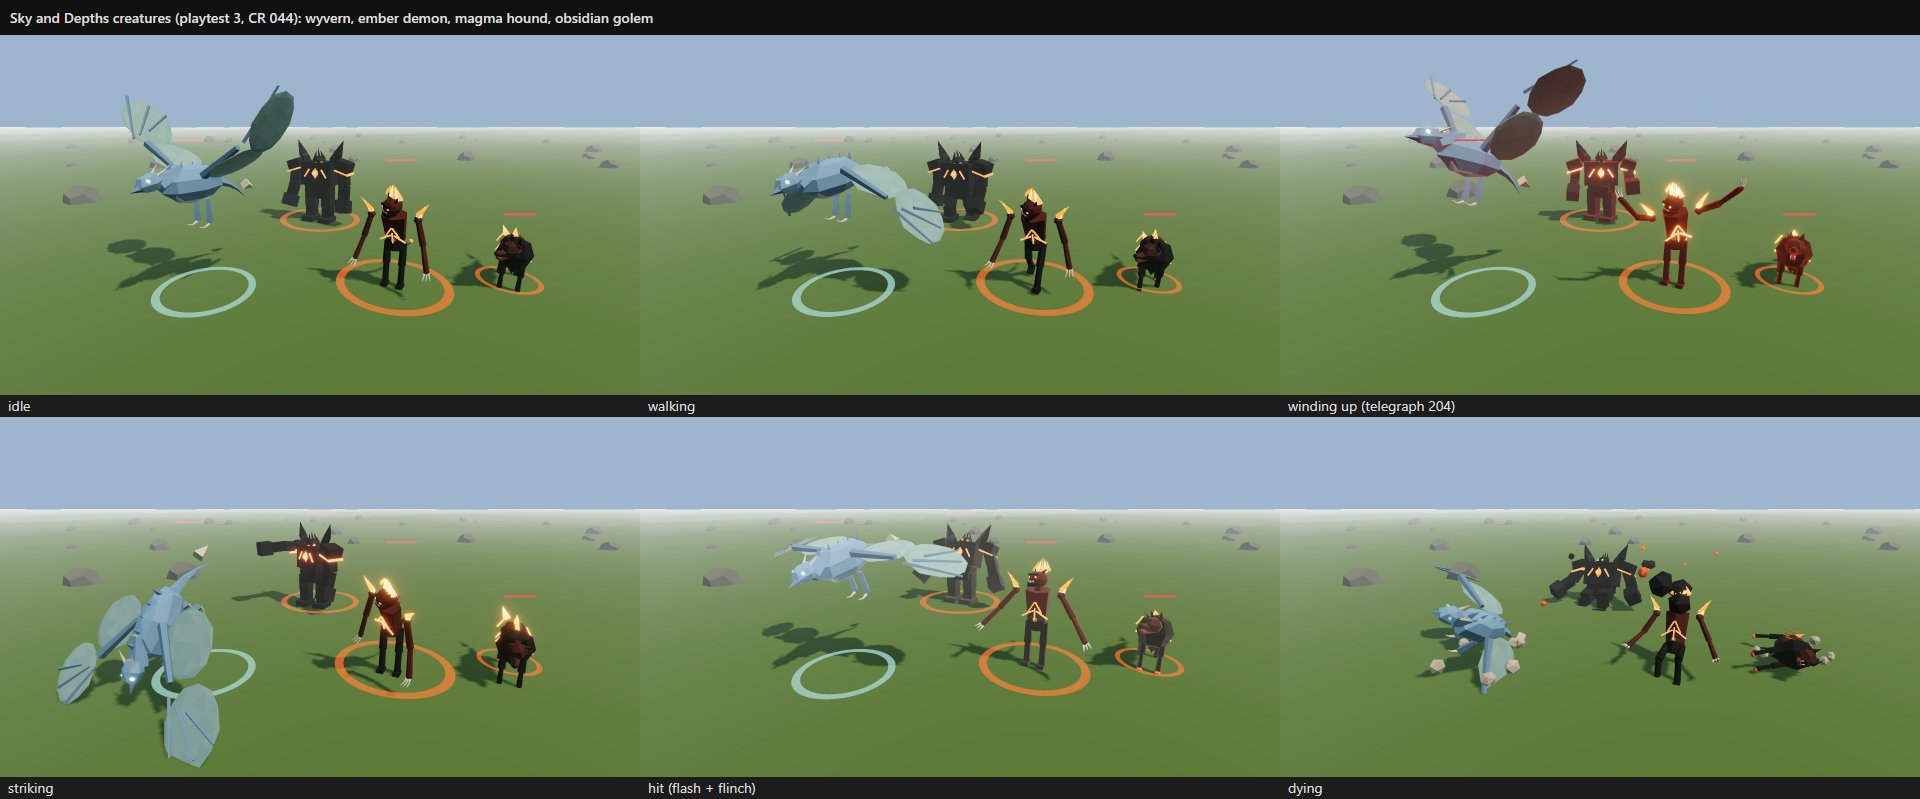 Sky and Depths creatures (playtest 3, CR 044): wyvern, ember demon, magma hound, obsidian golem
idle
walking
winding up (telegraph 204)
striking
hit (flash + flinch)
dying